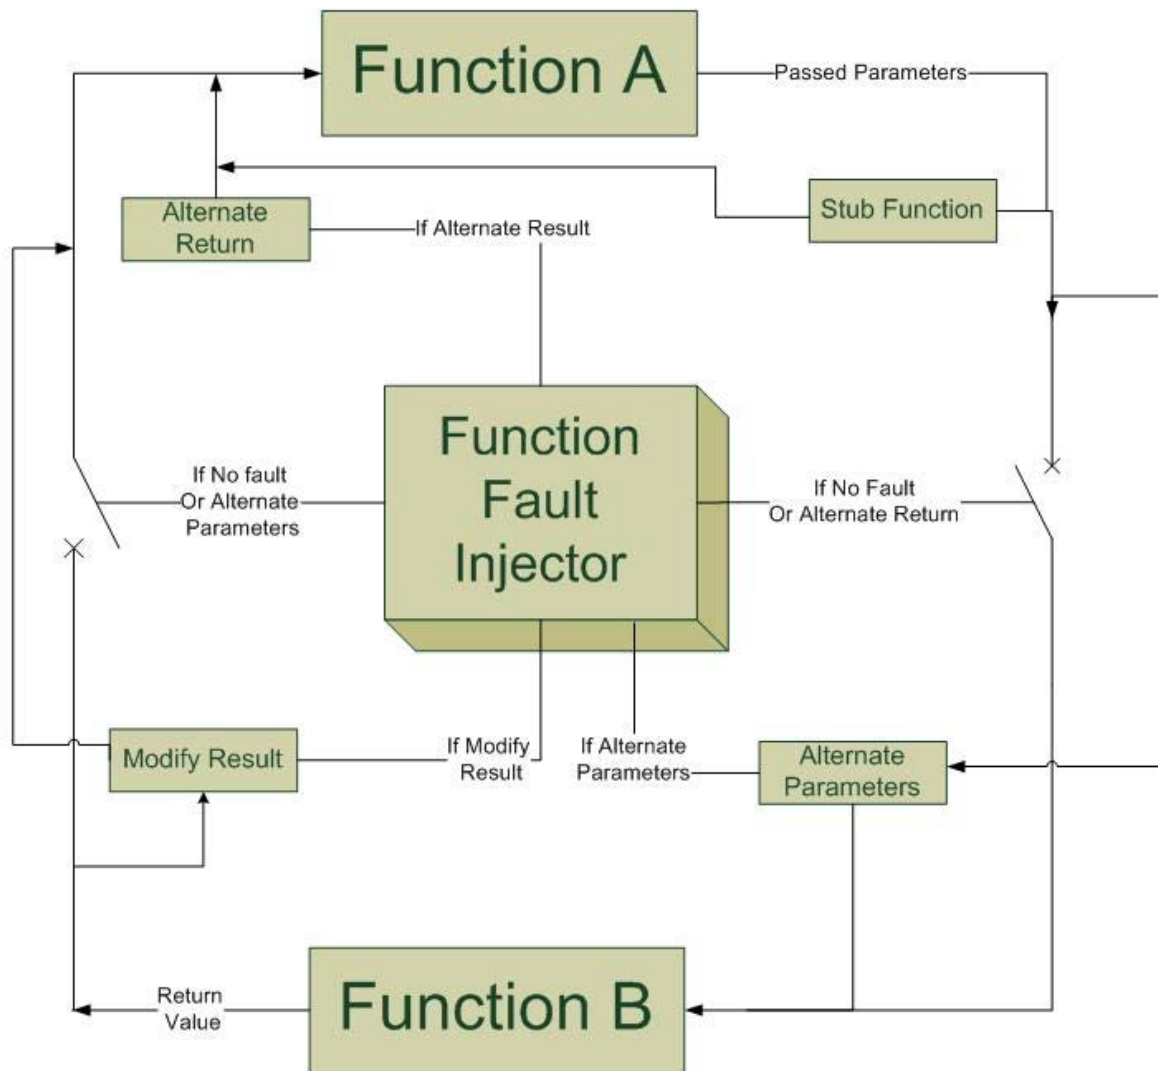 Function A
Passed Parameters
Alternate
Return
If Alternate Result
Stub Function
Function
Fault
Injector
If No fault
Or Alternate
Parameters
If No Fault
Or Alternate Return
Modify Result
If Modify
Result
If Alternate
Parameters
Alternate
Parameters
Return
Value
Function B